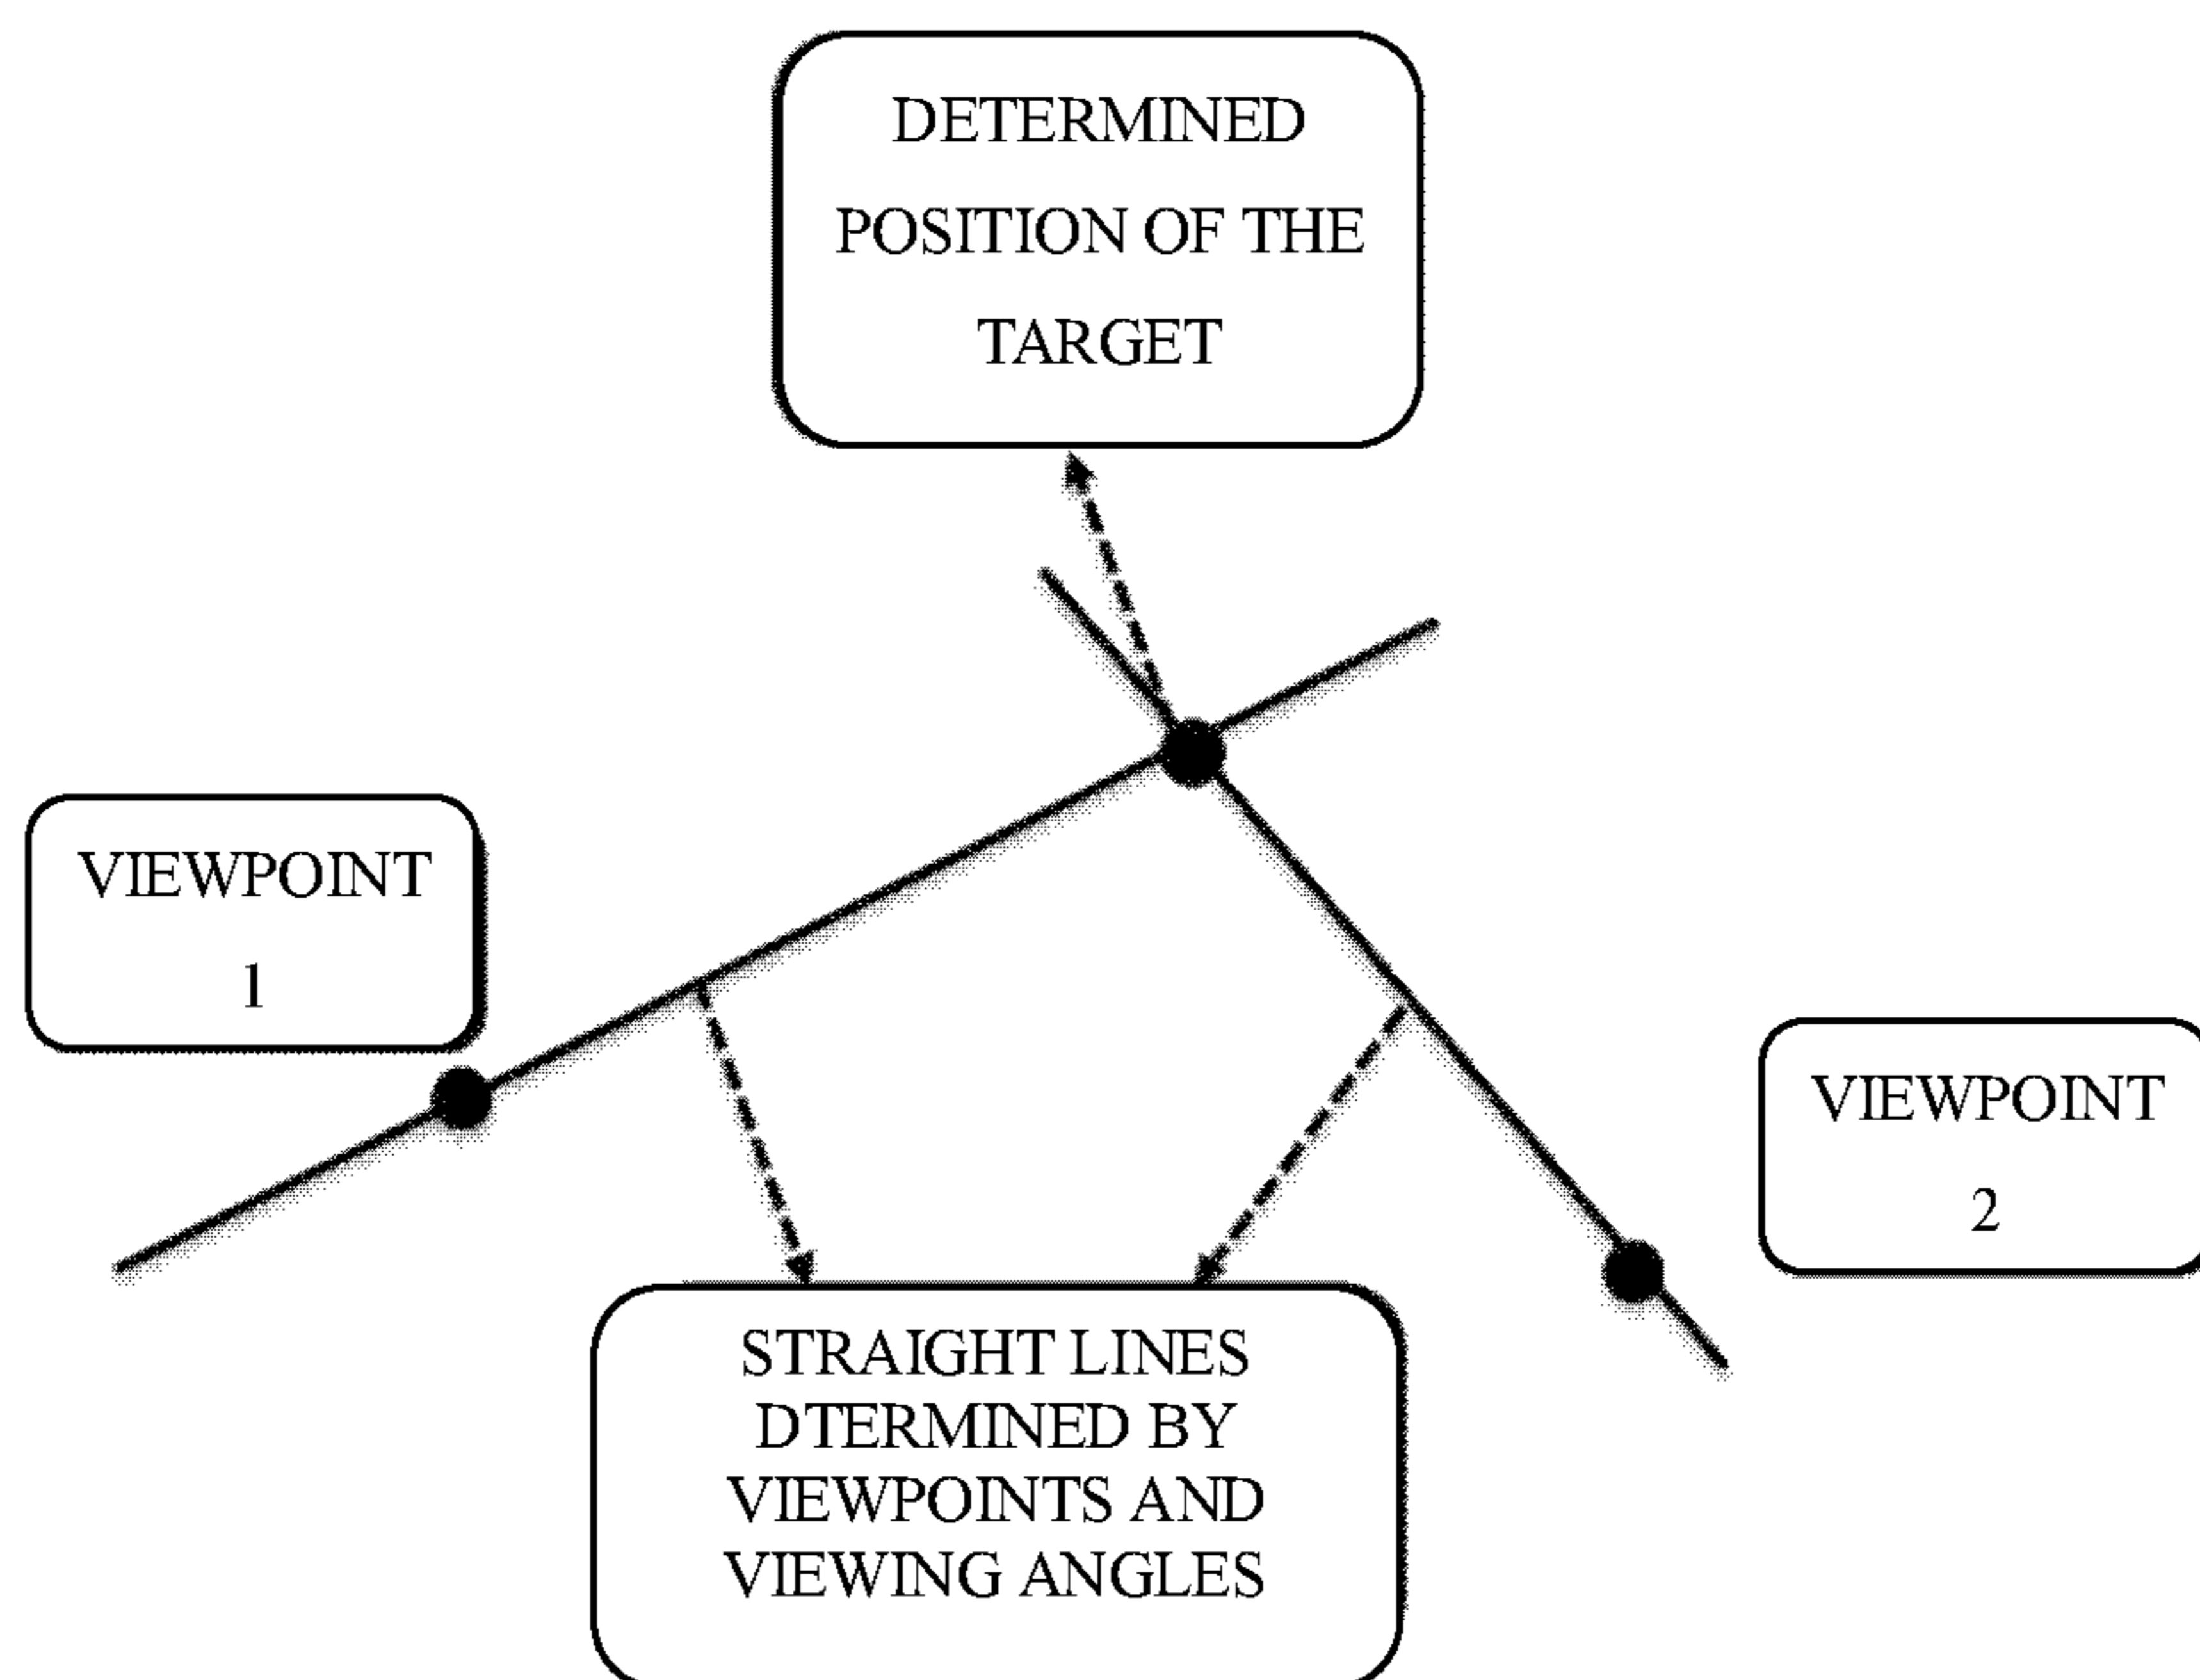 DETERMINED
POSITION OF THE
TARGET
VIEWPOINT
1
VIEWPOINT
2
STRAIGHT LINES
DTERMINED BY
VIEWPOINTS AND
VIEWING ANGLES